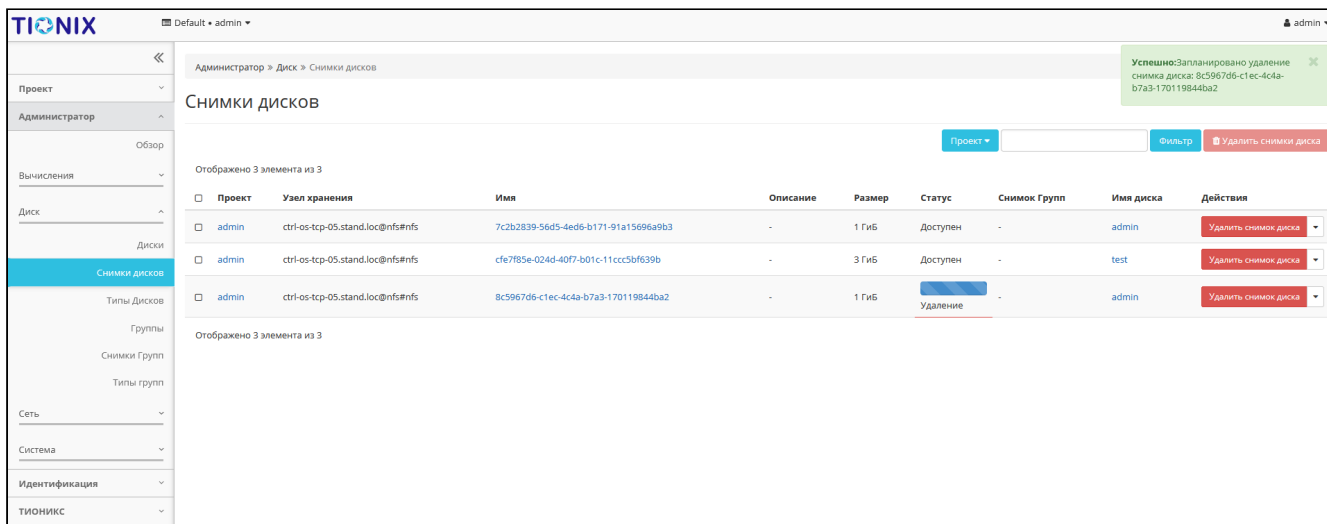 TIONIX
Default • admin
admin
Успешно:Запланировано удаление
снимка диска: 8c5967d6-c1ec-4c4a-
b7a3-170119844ba2
Администратор » Диск » Снимки дисков
Проект
Администратор
Обзор
Вычисления
Диск
Диски
Снимки дисков
Типы Дисков
Группы
Снимки Групп
Типы групп
Сеть
Система
Идентификация
ТИОНИКС
Снимки дисков
Проект Фильтр Удалить снимки диска
Отображено 3 элемента из 3
Проект Узел хранения Имя Описание Размер Статус Снимок Групп Имя диска Действия
admin ctrl-os-tcp-05.stand.loc@nfs#nfs 7c2b2839-56d5-4ed6-b171-91a15696a9b3 - 1 ГиБ Доступен - admin Удалить снимок диска
admin ctrl-os-tcp-05.stand.loc@nfs#nfs cfe7f85e-024d-40f7-b01c-11ccc5bf639b - 3 ГиБ Доступен - test Удалить снимок диска
admin ctrl-os-tcp-05.stand.loc@nfs#nfs 8c5967d6-c1ec-4c4a-b7a3-170119844ba2 - 1 ГиБ Удаление - admin Удалить снимок диска
Отображено 3 элемента из 3